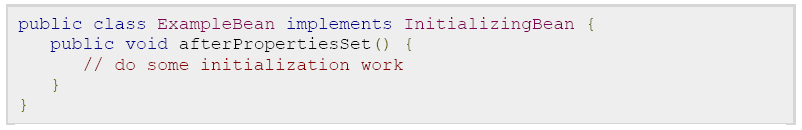 public class ExampleBean implements InitializingBean {
   public void afterPropertiesSet() {
      // do some initialization work
   }
}